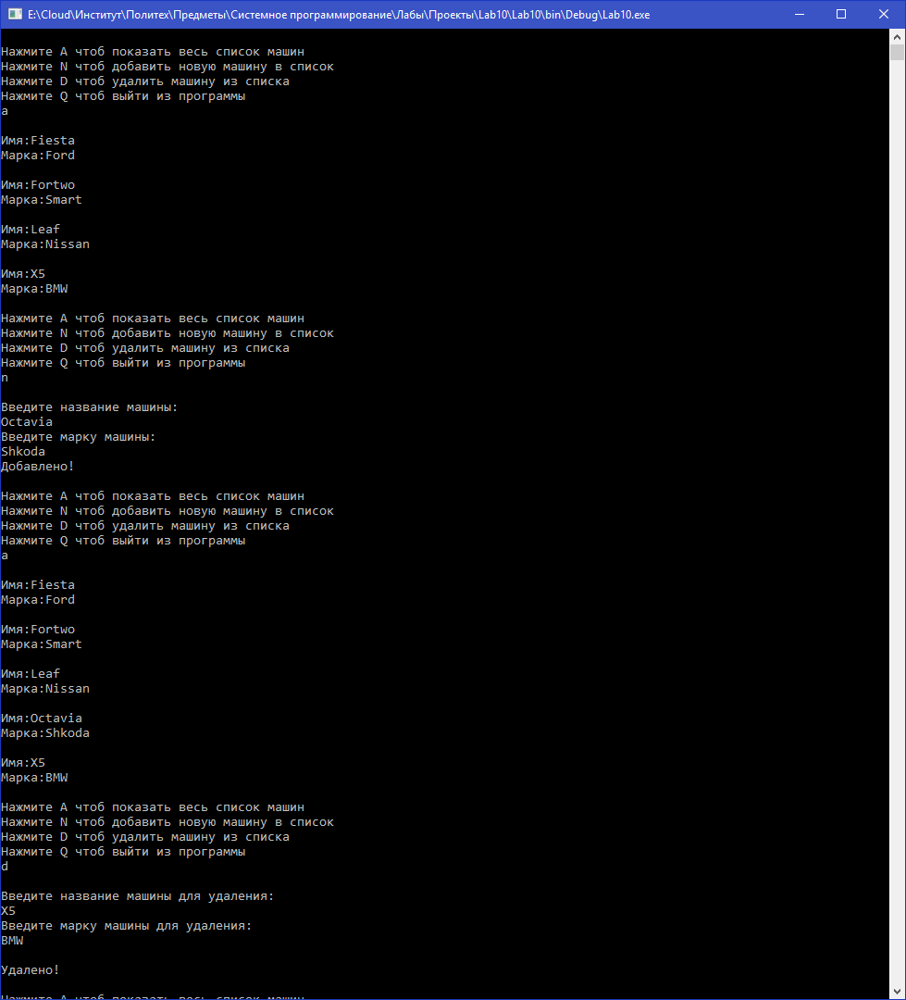 E:\Cloud\Институт\Политех\Предметы\Системное программирование\Лабы\Проекты\Lab10\Lab10\bin\Debug\Lab10.exe
Нажмите A чтоб показать весь список машин
Нажмите N чтоб добавить новую машину в список
Нажмите D чтоб удалить машину из списка
Нажмите Q чтоб выйти из программы
a
Имя:Fiesta
Марка:Ford
Имя:Fortwo
Марка:Smart
Имя:Leaf
Марка:Nissan
Имя:X5
Марка:BMW
Нажмите A чтоб показать весь список машин
Нажмите N чтоб добавить новую машину в список
Нажмите D чтоб удалить машину из списка
Нажмите Q чтоб выйти из программы
n
Введите название машины:
Octavia
Введите марку машины:
Shkoda
Добавлено!
Нажмите A чтоб показать весь список машин
Нажмите N чтоб добавить новую машину в список
Нажмите D чтоб удалить машину из списка
Нажмите Q чтоб выйти из программы
a
Имя:Fiesta
Марка:Ford
Имя:Fortwo
Марка:Smart
Имя:Leaf
Марка:Nissan
Имя:Octavia
Марка:Shkoda
Имя:X5
Марка:BMW
Нажмите A чтоб показать весь список машин
Нажмите N чтоб добавить новую машину в список
Нажмите D чтоб удалить машину из списка
Нажмите Q чтоб выйти из программы
d
Введите название машины для удаления:
X5
Введите марку машины для удаления:
BMW
Удалено!
Нажмите A чтоб показать весь список машин